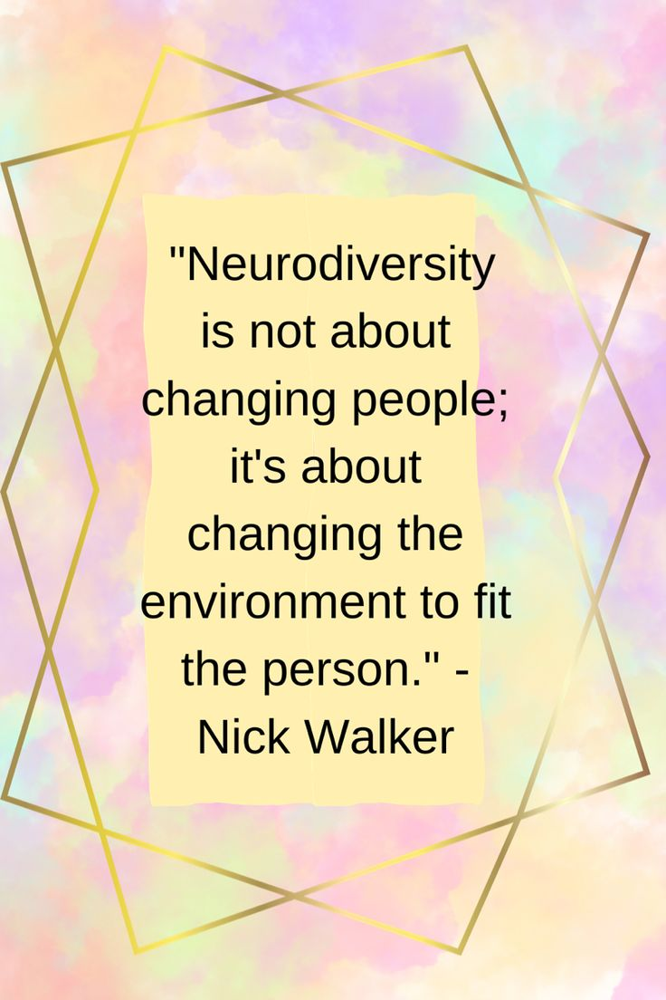 "Neurodiversity
is not about
changing people;
it's about
changing the
environment to fit
the person." -
Nick Walker